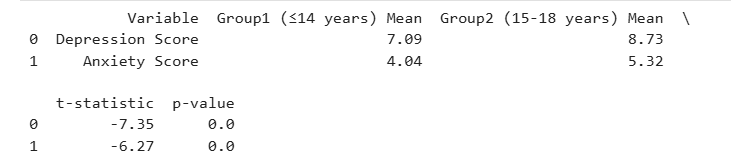 Variable  Group1 (≤14 years) Mean  Group2 (15-18 years) Mean  \
0  Depression Score  7.09  8.73
1  Anxiety Score  4.04  5.32
t-statistic  p-value
0  -7.35  0.0
1  -6.27  0.0